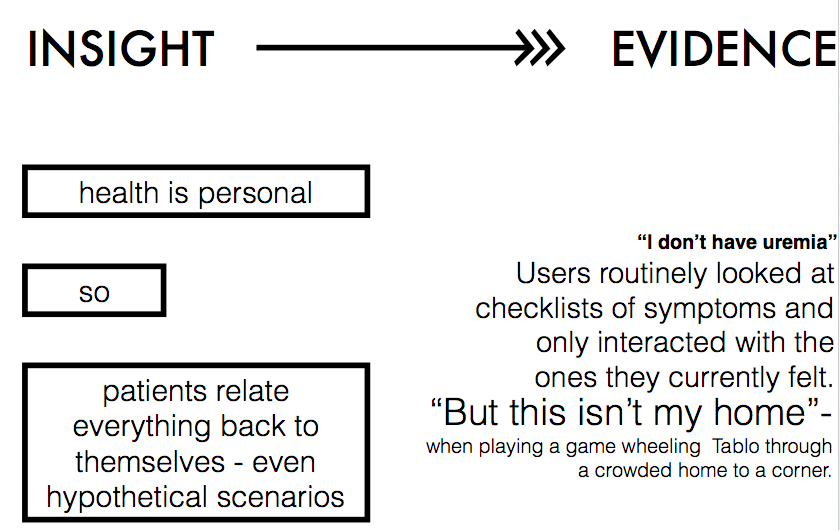 INSIGHT
EVIDENCE
health is personal
so
patients relate
everything back to
themselves - even
hypothetical scenarios
“I don’t have uremia”
Users routinely looked at
checklists of symptoms and
only interacted with the
ones they currently felt.
“But this isn’t my home”-
when playing a game wheeling Tablo through
a crowded home to a corner.